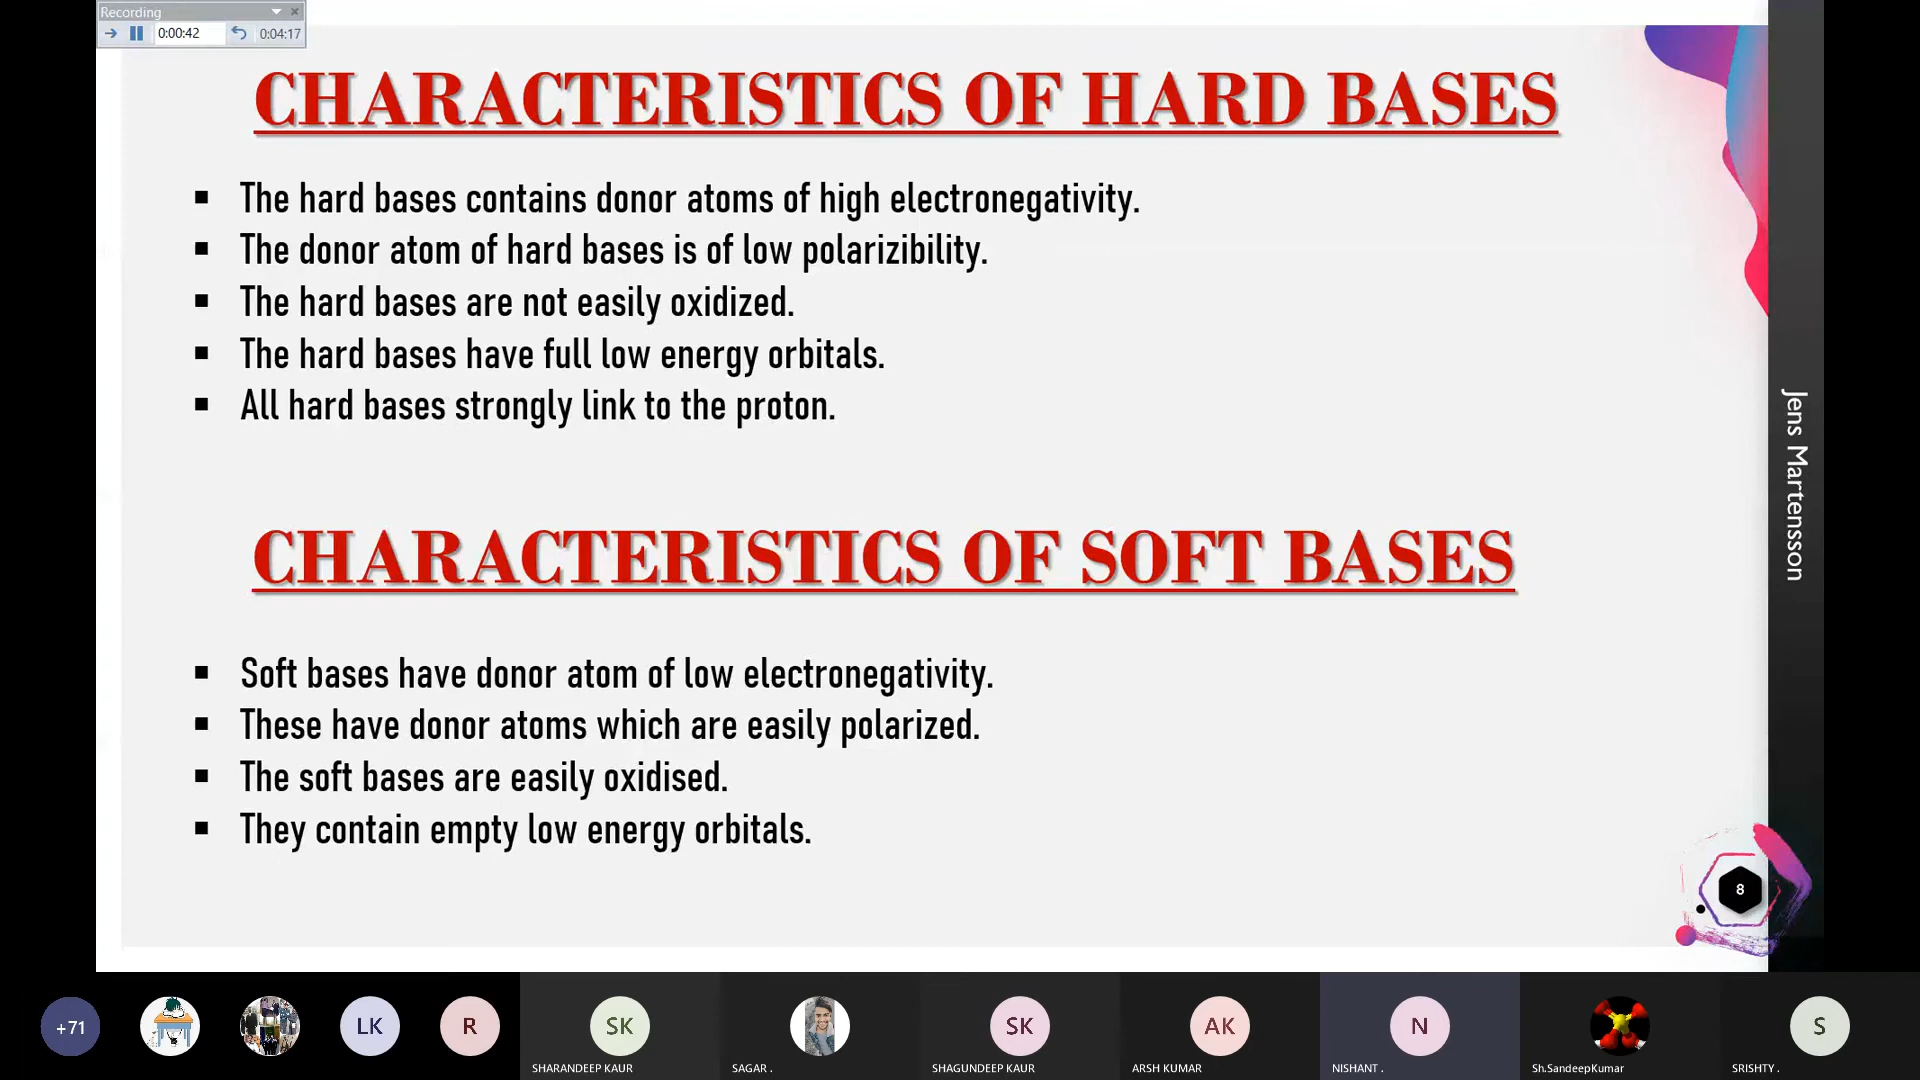 Recording
0:00:42 0:04:17
CHARACTERISTICS OF HARD BASES
▪ The hard bases contains donor atoms of high electronegativity.
▪ The donor atom of hard bases is of low polarizibility.
▪ The hard bases are not easily oxidized.
▪ The hard bases have full low energy orbitals.
▪ All hard bases strongly link to the proton.
CHARACTERISTICS OF SOFT BASES
▪ Soft bases have donor atom of low electronegativity.
▪ These have donor atoms which are easily polarized.
▪ The soft bases are easily oxidised.
▪ They contain empty low energy orbitals.
Jens Martensson
8
+71 LK R SK SK AK N S
SHARANDEEP KAUR SAGAR . SHAGUNDEEP KAUR ARSH KUMAR NISHANT . Sh.SandeepKumar SRISHTY .